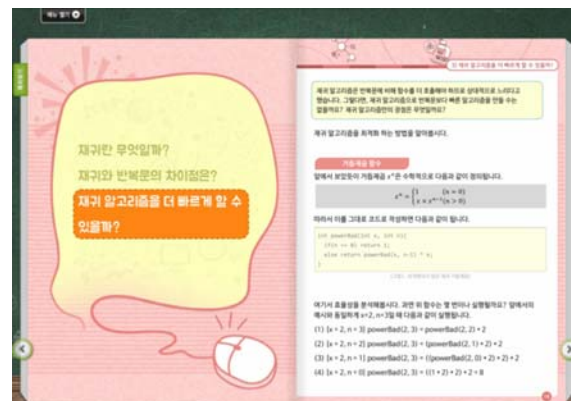 메뉴 열기
재귀란 무엇일까?
재귀와 반복문의 차이점은?
재귀 알고리즘을 더 빠르게 할 수
있을까?
3) 재귀 알고리즘을 더 빠르게 할 수 있을까?
재귀 알고리즘은 반복문에 비해 함수를 더 호출해야 하므로 상대적으로 느리다고
했습니다. 그렇다면, 재귀 알고리즘으로 반복문보다 빠른 알고리즘을 만들 수는
없을까요? 재귀 알고리즘만의 장점은 무엇일까요?
재귀 알고리즘을 최적화 하는 방법을 알아봅시다.
거듭제곱 함수
앞에서 보았듯이 거듭제곱 xⁿ은 수학적으로 다음과 같이 정의됩니다.
xⁿ = { 1 (n = 0)
x × xⁿ⁻¹ (n > 0)
따라서 이를 그대로 코드로 작성하면 다음과 같이 됩니다.
int powerBad(int x, int n){
if(n == 0) return 1;
else return powerBad(x, n-1) * x;
}
여기서 효율성을 분석해봅시다. 과연 위 함수는 몇 번이나 실행될까요? 앞에서의
예시와 동일하게 x=2, n=3일 때 다음과 같이 실행됩니다.
(1) [x = 2, n = 3] powerBad(2, 3) = powerBad(2, 2) * 2
(2) [x = 2, n = 2] powerBad(2, 3) = (powerBad(2, 1) * 2) * 2
(3) [x = 2, n = 1] powerBad(2, 3) = ((powerBad(2, 0) * 2) * 2) * 2
(4) [x = 2, n = 0] powerBad(2, 3) = ((1 * 2) * 2) * 2 = 8